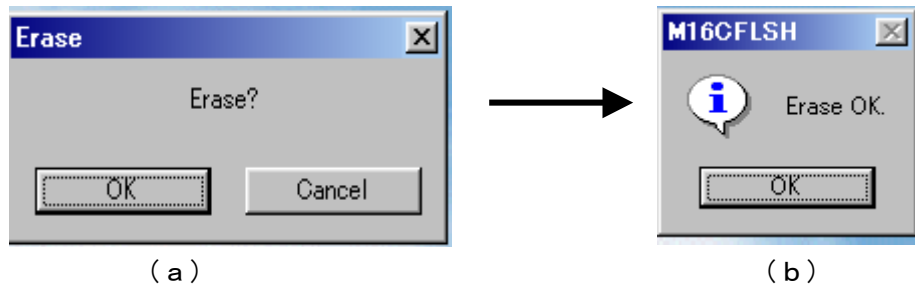 Erase
Erase?
OK
Cancel
(a)
M16CFLSH
Erase OK.
OK
(b)